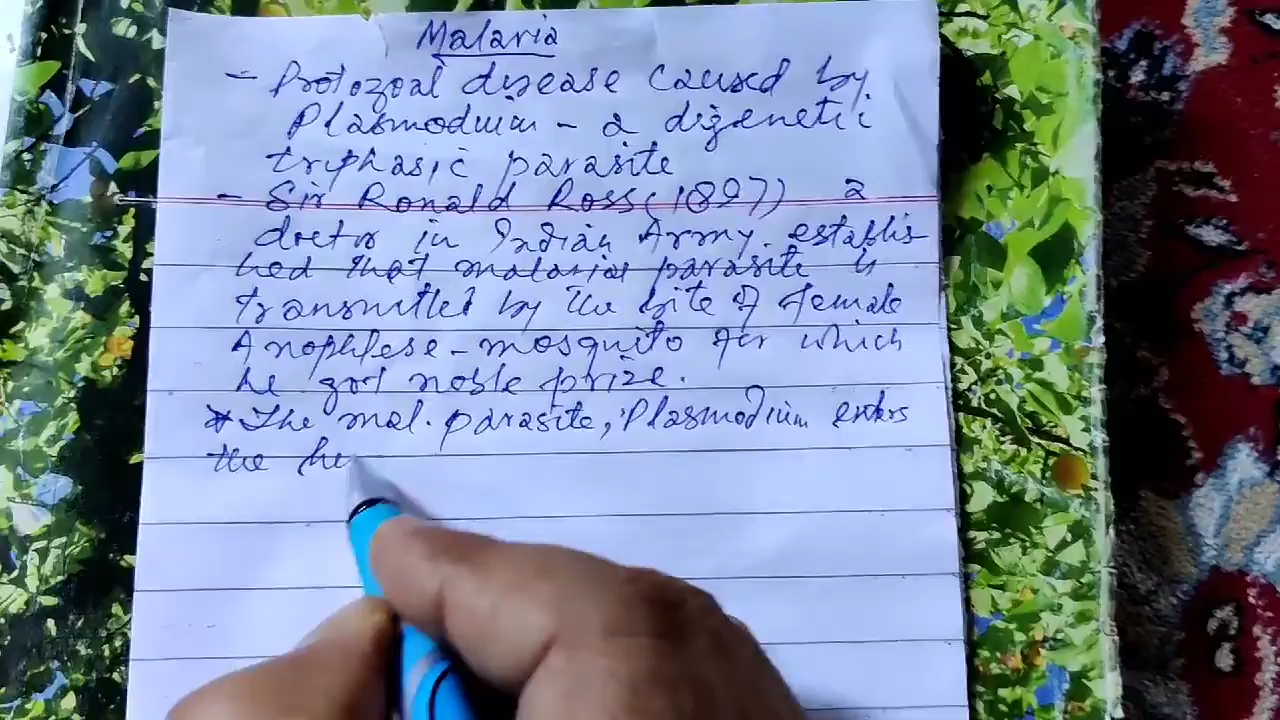 Malaria
- Protozoal disease caused by
Plasmodium - a digenetic
triphasic parasite
- Sir Ronald Ross (1897) a
doctor in Indian Army. establis
hed that malarial parasite is
transmitted by the bite of female
Anophlese - mosquito for which
he got noble prize.
* The mal. parasite, Plasmodium enters
the he